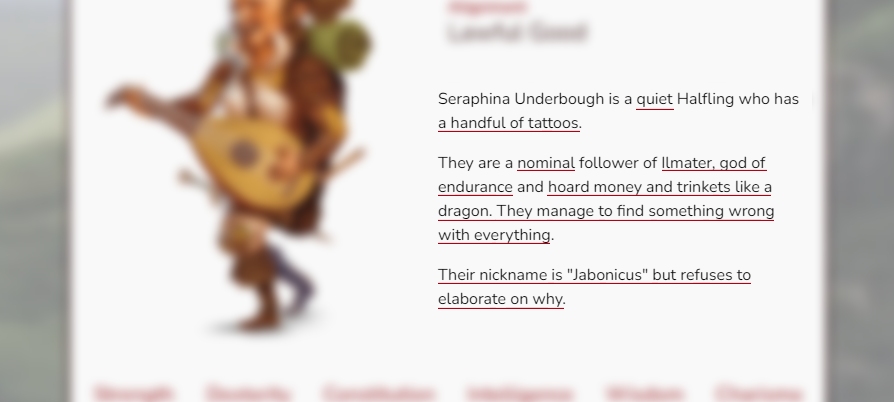 Alignment
Lawful Good
Seraphina Underbough is a quiet Halfling who has
a handful of tattoos.
They are a nominal follower of Ilmater, god of
endurance and hoard money and trinkets like a
dragon. They manage to find something wrong
with everything.
Their nickname is "Jabonicus" but refuses to
elaborate on why.
Strength Dexterity Constitution Intelligence Wisdom Charisma